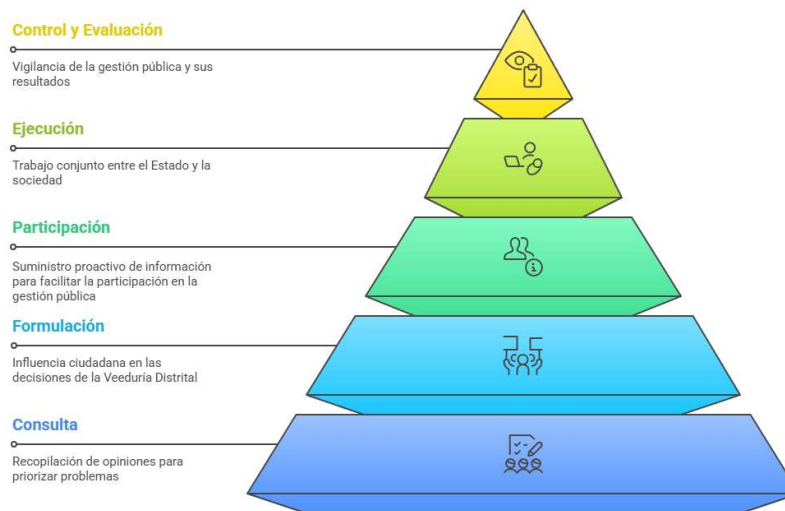 Control y Evaluación
Vigilancia de la gestión pública y sus
resultados
Ejecución
Trabajo conjunto entre el Estado y la
sociedad
Participación
Suministro proactivo de información
para facilitar la participación en la
gestión pública
Formulación
Influencia ciudadana en las
decisiones de la Veeduría Distrital
Consulta
Recopilación de opiniones para
priorizar problemas